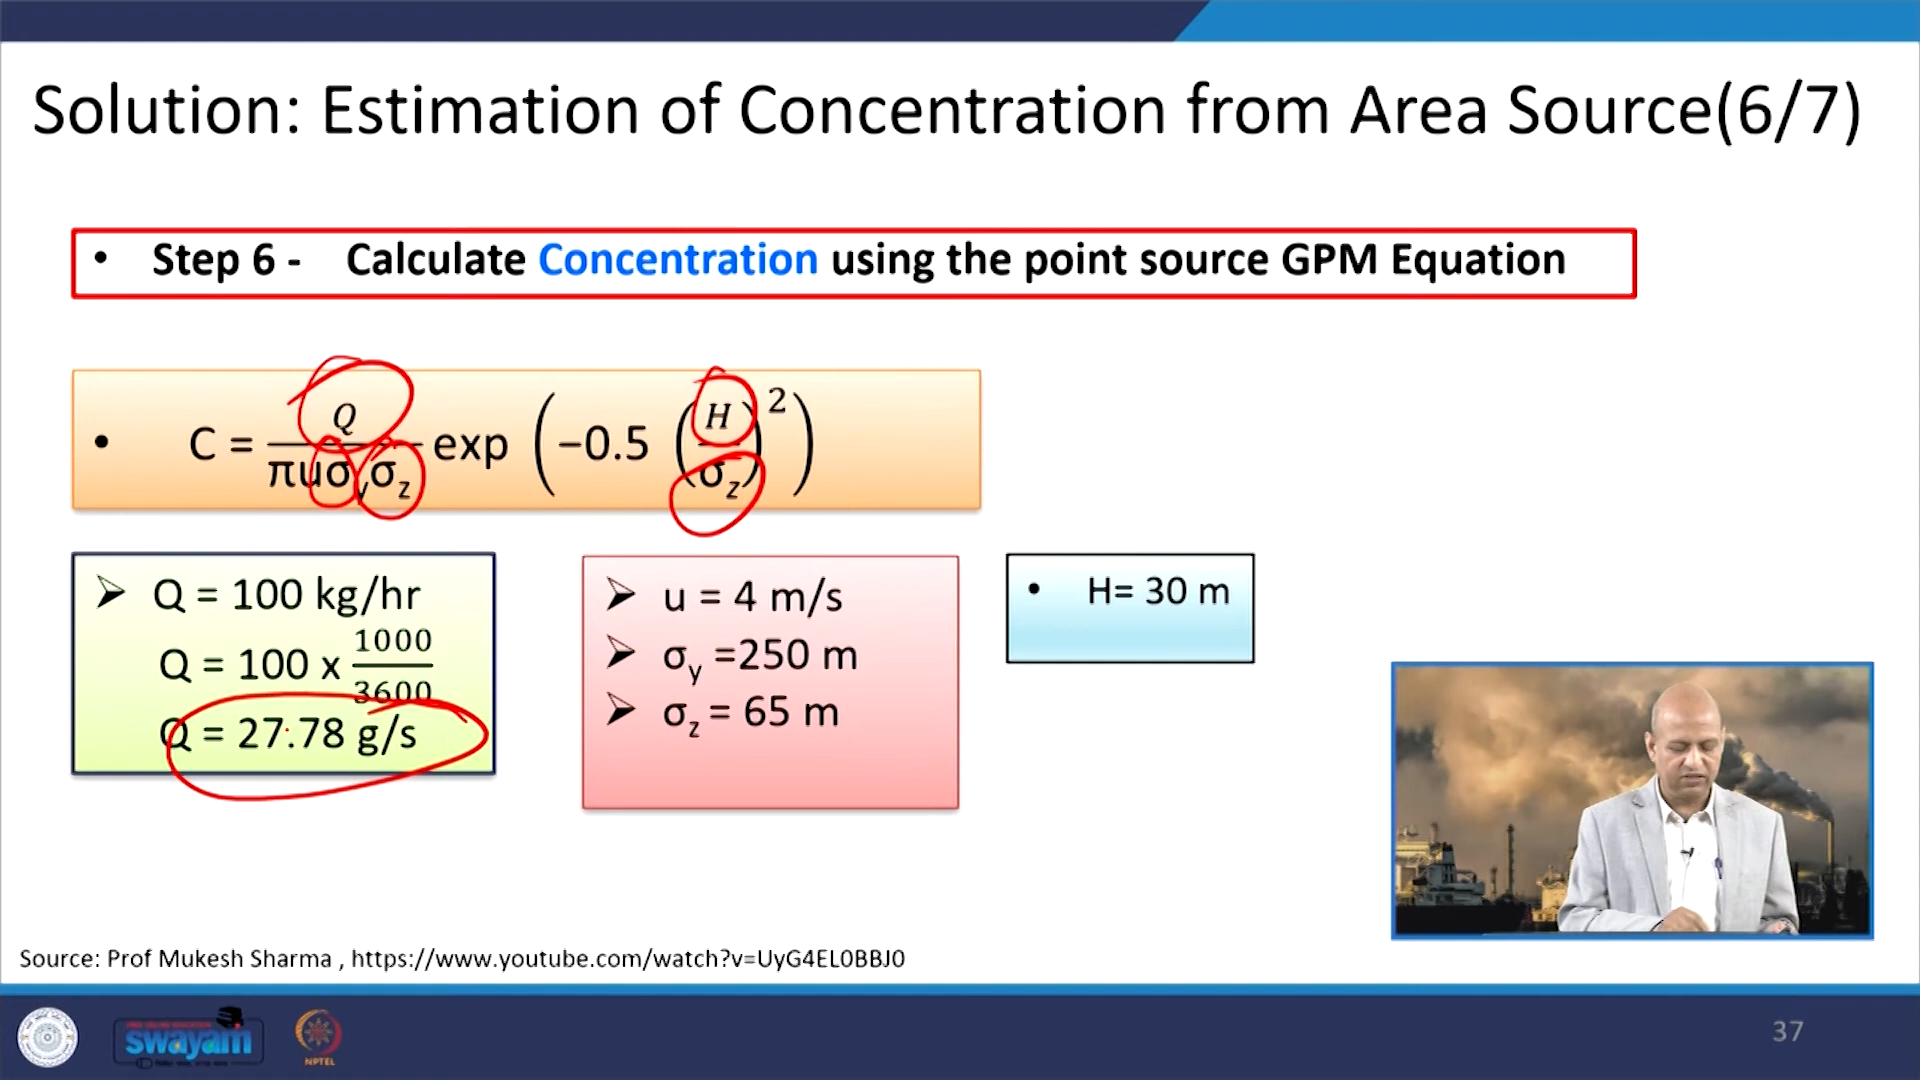 Solution: Estimation of Concentration from Area Source(6/7)
• Step 6 - Calculate Concentration using the point source GPM Equation
• C = Q / πuσyσz exp (−0.5 (H / σz)²)
➢ Q = 100 kg/hr
Q = 100 x 1000 / 3600
Q = 27.78 g/s
➢ u = 4 m/s
➢ σy =250 m
➢ σz = 65 m
• H= 30 m
Source: Prof Mukesh Sharma , https://www.youtube.com/watch?v=UyG4EL0BBJ0
swayam
NPTEL
37